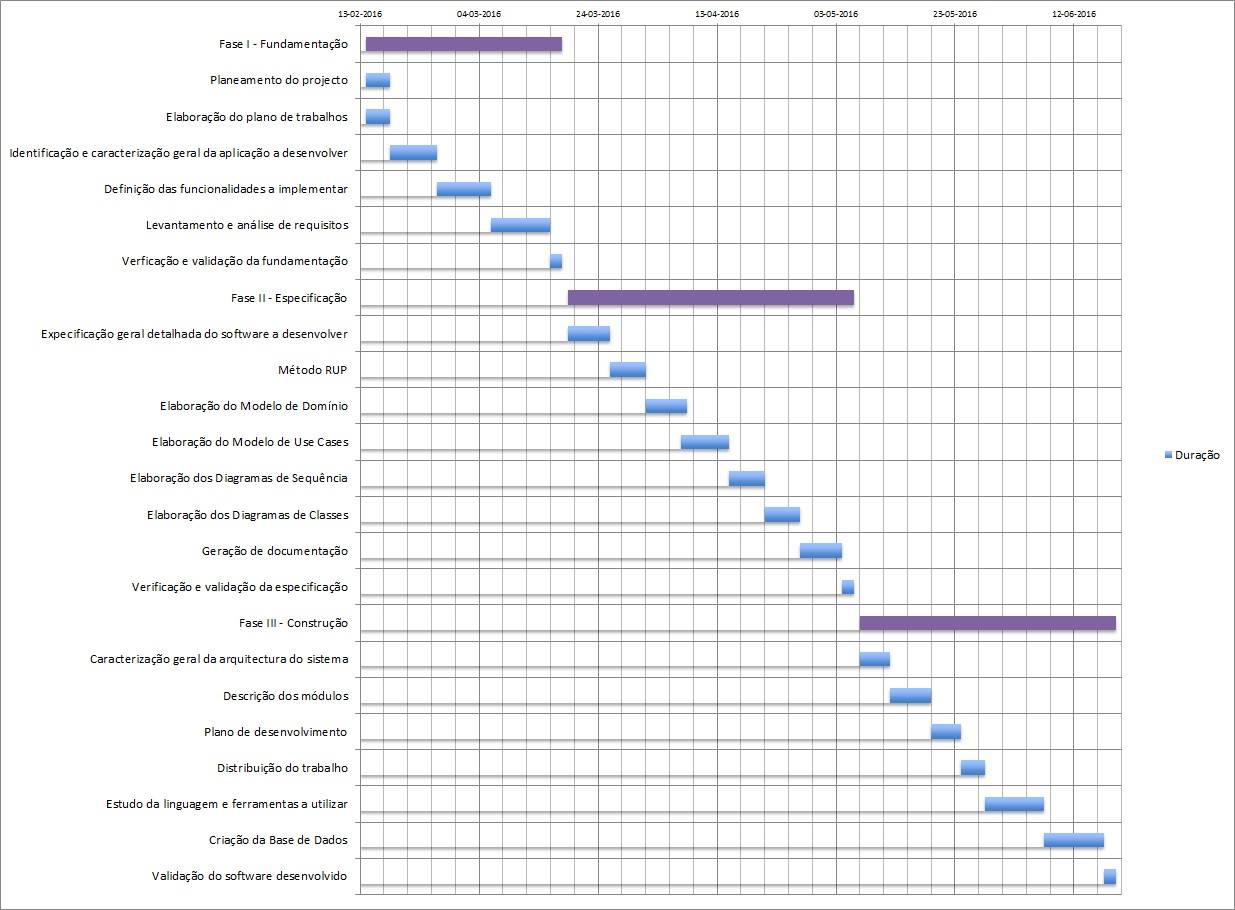 13-02-2016 04-03-2016 24-03-2016 13-04-2016 03-05-2016 23-05-2016 12-06-2016
Fase I - Fundamentação
Planeamento do projecto
Elaboração do plano de trabalhos
Identificação e caracterização geral da aplicação a desenvolver
Definição das funcionalidades a implementar
Levantamento e análise de requisitos
Verficação e validação da fundamentação
Fase II - Especificação
Expecificação geral detalhada do software a desenvolver
Método RUP
Elaboração do Modelo de Domínio
Elaboração do Modelo de Use Cases
Elaboração dos Diagramas de Sequência
Elaboração dos Diagramas de Classes
Geração de documentação
Verificação e validação da especificação
Fase III - Construção
Caracterização geral da arquitectura do sistema
Descrição dos módulos
Plano de desenvolvimento
Distribuição do trabalho
Estudo da linguagem e ferramentas a utilizar
Criação da Base de Dados
Validação do software desenvolvido
Duração